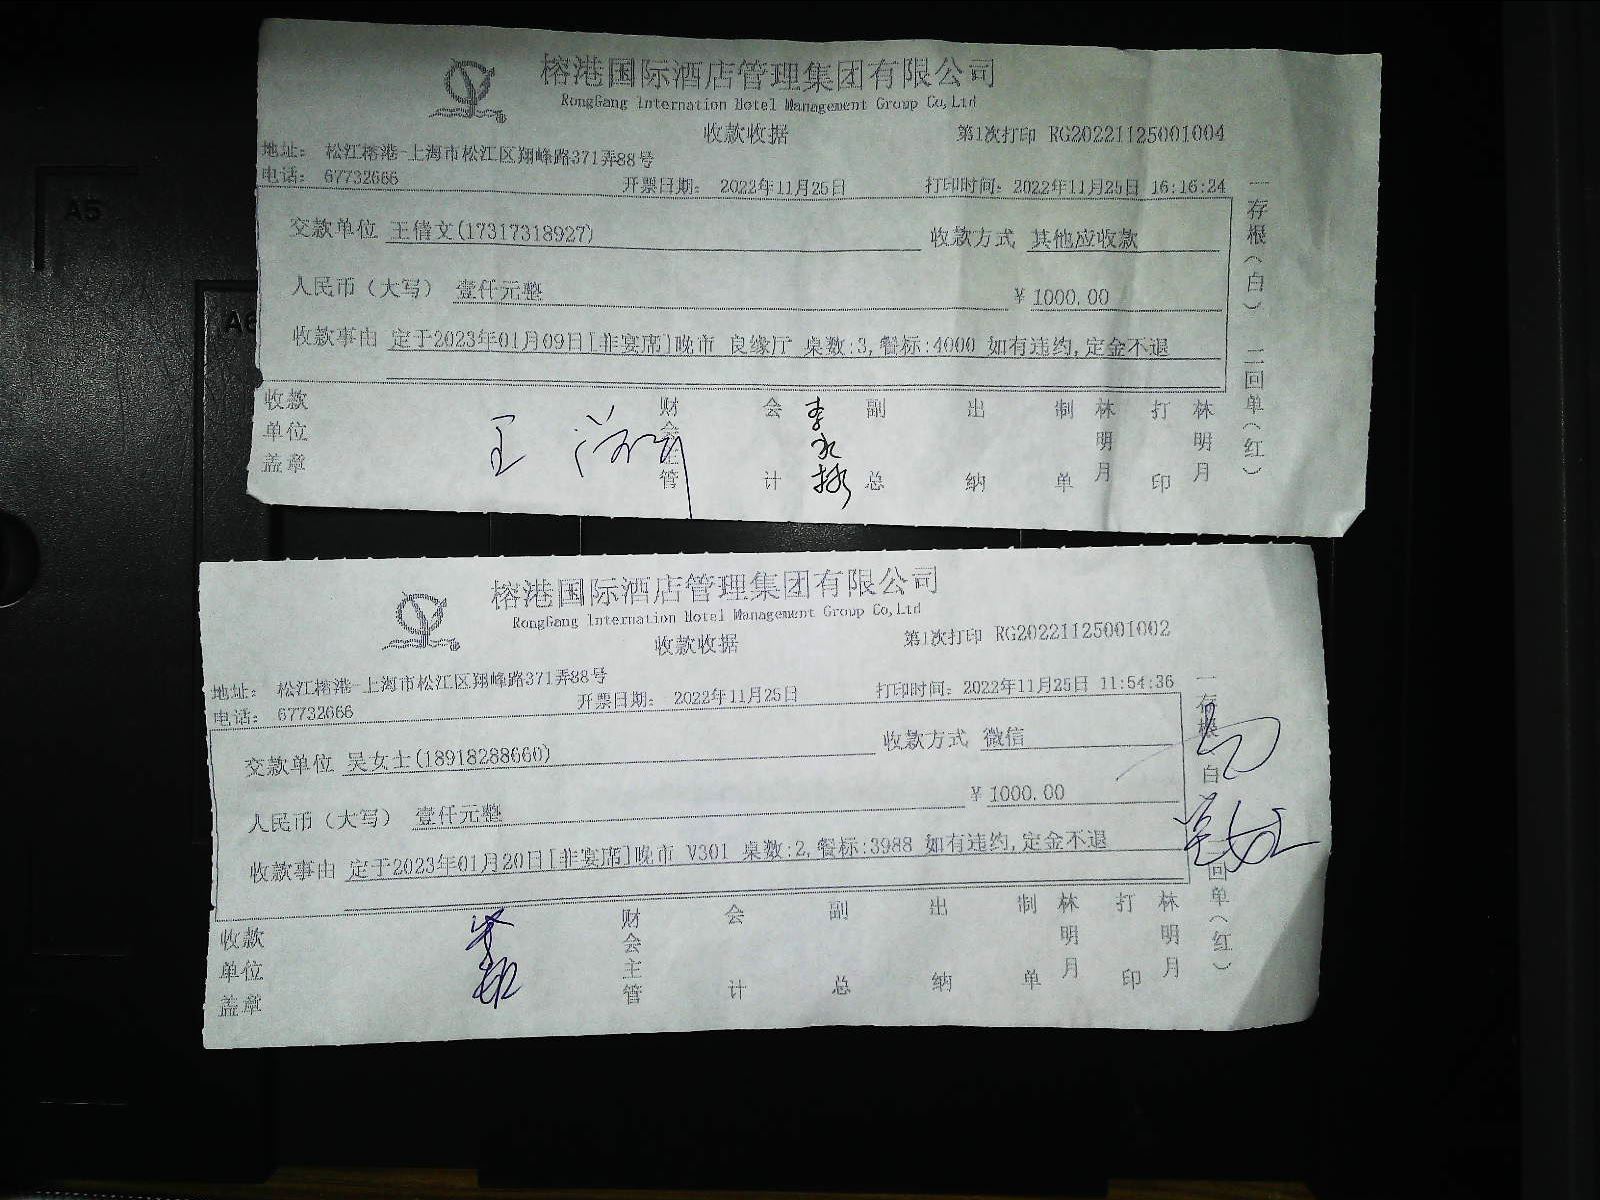 A5
A6
榕港国际酒店管理集团有限公司
RongGang Internation Hotel Management Group Co,Ltd
收款收据
第1次打印 RG20221125001004
地址： 松江榕港-上海市松江区翔峰路371弄88号
电话： 67732666
开票日期： 2022年11月25日
打印时间：2022年11月25日 16:16:24
交款单位 王倩文(17317318927)
收款方式 其他应收款
人民币（大写） 壹仟元整
￥1000.00
收款事由 定于2023年01月09日[非宴席]晚市 良缘厅 桌数:3,餐标:4000 如有违约,定金不退
一存根（白） 二回单（红）
收款单位盖章
王
财会主管
会计
李
副总
出纳
制单
林明月
打印
林明月
榕港国际酒店管理集团有限公司
RongGang Internation Hotel Management Group Co,Ltd
收款收据
第1次打印 RG20221125001002
地址： 松江榕港-上海市松江区翔峰路371弄88号
电话： 67732666
开票日期： 2022年11月25日
打印时间：2022年11月25日 11:54:36
交款单位 吴女士(18918288660)
收款方式 微信
人民币（大写） 壹仟元整
￥1000.00
收款事由 定于2023年01月20日[非宴席]晚市 V301 桌数:2,餐标:3988 如有违约,定金不退
一存根 白 回单（红）
吴女士
收款单位盖章
财会主管
会计
副总
出纳
制单
林明月
打印
林明月